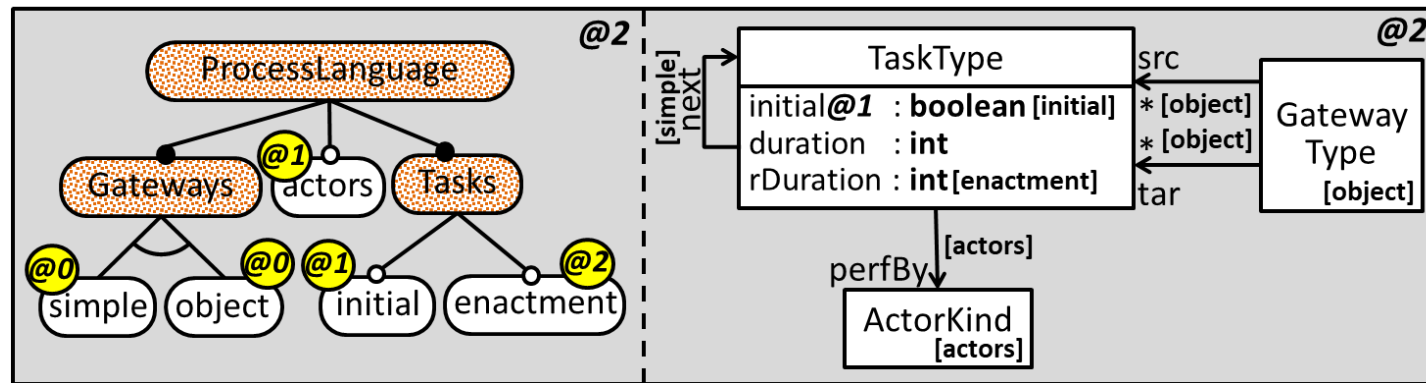 @2
ProcessLanguage
@1
Gateways
actors
Tasks
@0
@0
@1
@2
simple
object
initial
enactment
@2
[simple]
next
TaskType
initial@1 : boolean [initial]
duration : int
rDuration : int[enactment]
src
* [object]
* [object]
tar
Gateway
Type
[object]
[actors]
perfBy
ActorKind
[actors]